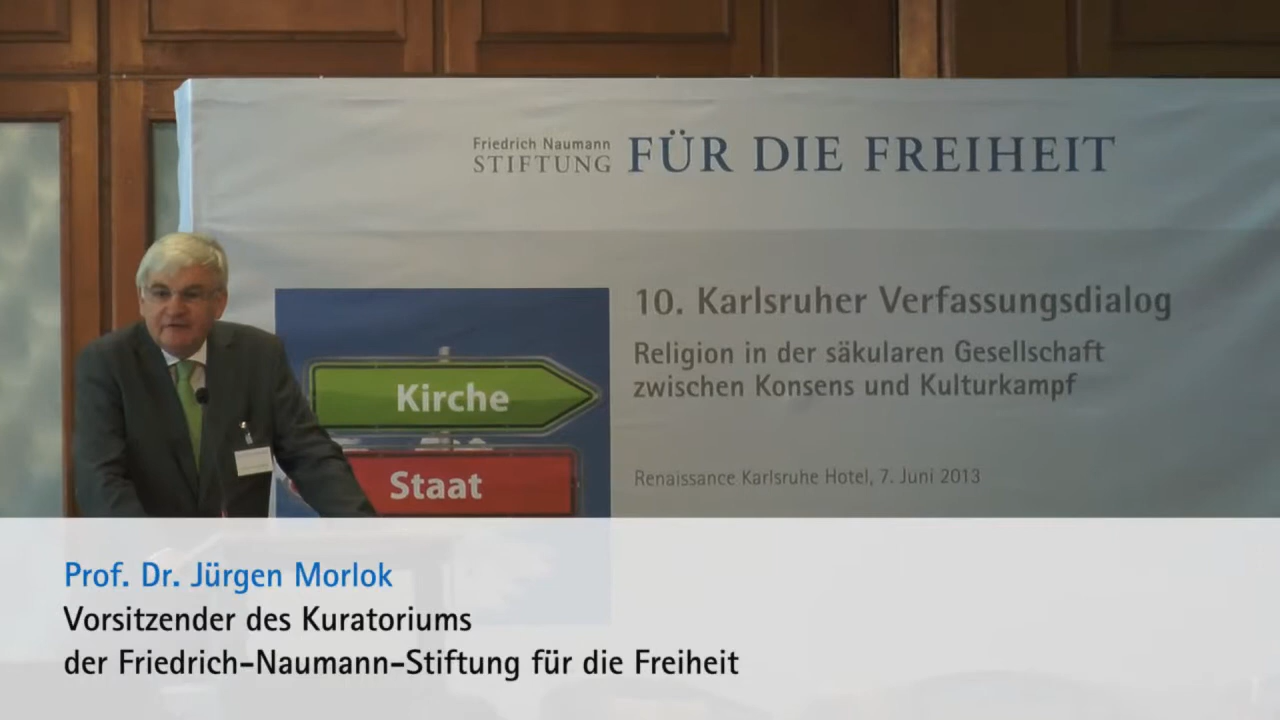 Friedrich Naumann
STIFTUNG FÜR DIE FREIHEIT
10. Karlsruher Verfassungsdialog
Religion in der säkularen Gesellschaft
zwischen Konsens und Kulturkampf
Kirche
Staat
Renaissance Karlsruhe Hotel, 7. Juni 2013
Prof. Dr. Jürgen Morlok
Vorsitzender des Kuratoriums
der Friedrich-Naumann-Stiftung für die Freiheit